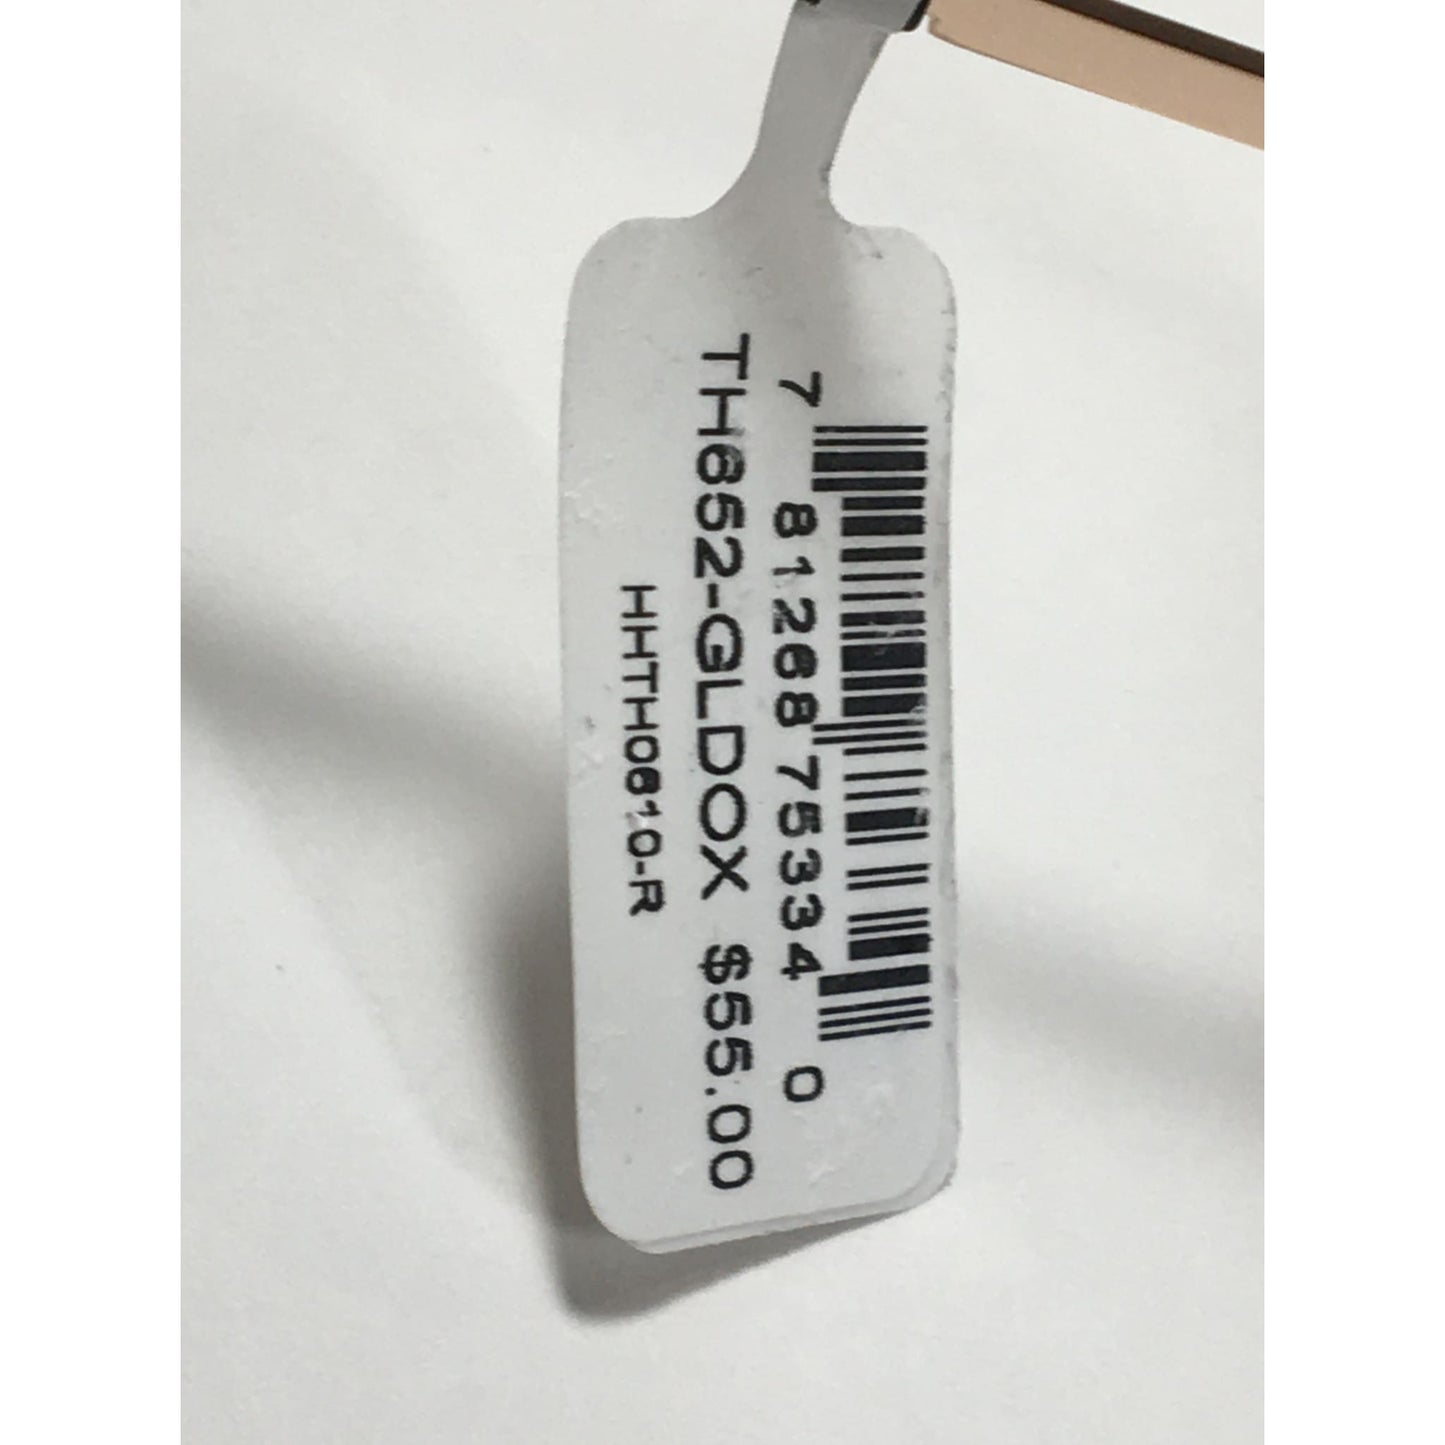 7 81268 75334 0
TH652-GLDOX $55.00
HHTH0610-R